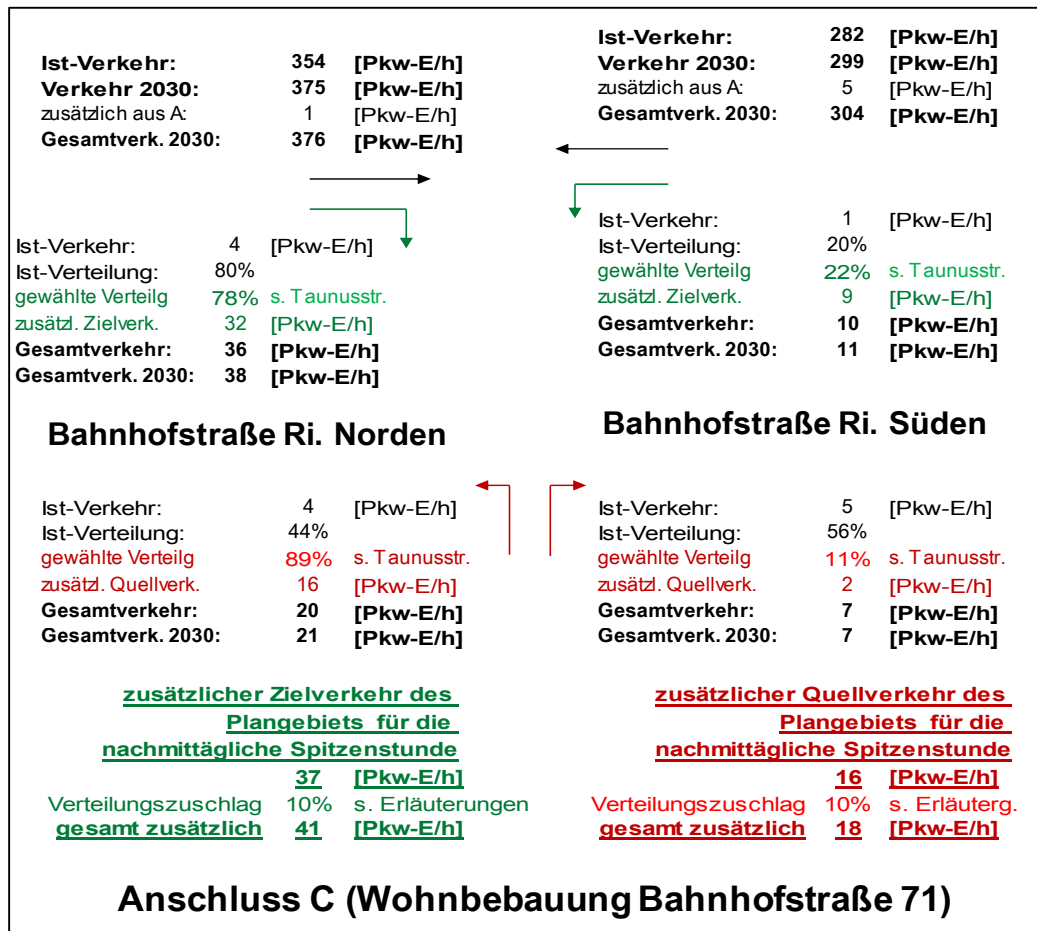 Ist-Verkehr: 354 [Pkw-E/h]
Verkehr 2030: 375 [Pkw-E/h]
zusätzlich aus A: 1 [Pkw-E/h]
Gesamtverk. 2030: 376 [Pkw-E/h]
Ist-Verkehr: 282 [Pkw-E/h]
Verkehr 2030: 299 [Pkw-E/h]
zusätzlich aus A: 5 [Pkw-E/h]
Gesamtverk. 2030: 304 [Pkw-E/h]
Ist-Verkehr: 4 [Pkw-E/h]
Ist-Verteilung: 80%
gewählte Verteilg 78% s. Taunusstr.
zusätzl. Zielverk. 32 [Pkw-E/h]
Gesamtverkehr: 36 [Pkw-E/h]
Gesamtverk. 2030: 38 [Pkw-E/h]
Ist-Verkehr: 1 [Pkw-E/h]
Ist-Verteilung: 20%
gewählte Verteilg 22% s. Taunusstr.
zusätzl. Zielverk. 9 [Pkw-E/h]
Gesamtverkehr: 10 [Pkw-E/h]
Gesamtverk. 2030: 11 [Pkw-E/h]
Bahnhofstraße Ri. Norden
Bahnhofstraße Ri. Süden
Ist-Verkehr: 4 [Pkw-E/h]
Ist-Verteilung: 44%
gewählte Verteilg 89% s. Taunusstr.
zusätzl. Quellverk. 16 [Pkw-E/h]
Gesamtverkehr: 20 [Pkw-E/h]
Gesamtverk. 2030: 21 [Pkw-E/h]
Ist-Verkehr: 5 [Pkw-E/h]
Ist-Verteilung: 56%
gewählte Verteilg 11% s. Taunusstr.
zusätzl. Quellverk. 2 [Pkw-E/h]
Gesamtverkehr: 7 [Pkw-E/h]
Gesamtverk. 2030: 7 [Pkw-E/h]
zusätzlicher Zielverkehr des
Plangebiets für die
nachmittägliche Spitzenstunde
37 [Pkw-E/h]
Verteilungszuschlag 10% s. Erläuterungen
gesamt zusätzlich 41 [Pkw-E/h]
zusätzlicher Quellverkehr des
Plangebiets für die
nachmittägliche Spitzenstunde
16 [Pkw-E/h]
Verteilungszuschlag 10% s. Erläuterg.
gesamt zusätzlich 18 [Pkw-E/h]
Anschluss C (Wohnbebauung Bahnhofstraße 71)